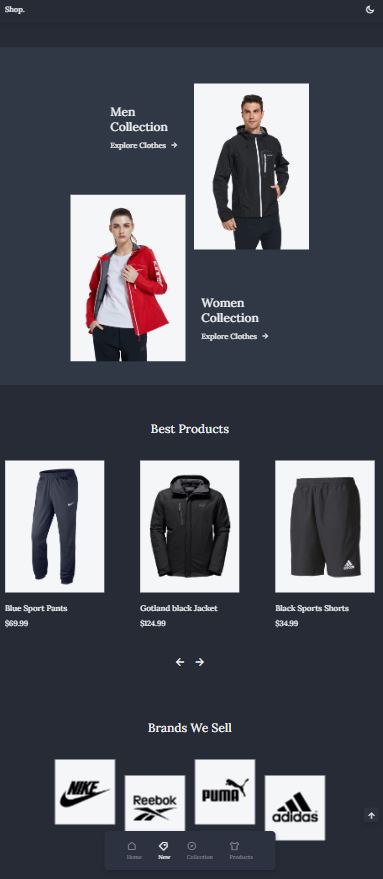 Shop.
Men
Collection
Explore Clothes →
Women
Collection
Explore Clothes →
Best Products
Blue Sport Pants
$69.99
Gotland black Jacket
$124.99
Black Sports Shorts
$34.99
Brands We Sell
NIKE
Reebok
PUMA
adidas
Home
New
Collection
Products